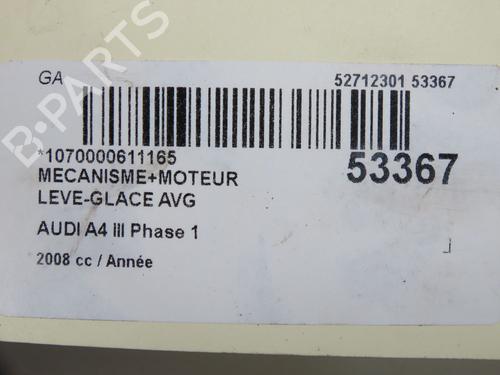 B-PARTS
GA
52712301 53367
*1070000611165
53367
MECANISME+MOTEUR
LEVE-GLACE AVG
AUDI A4 III Phase 1
2008 cc / Année